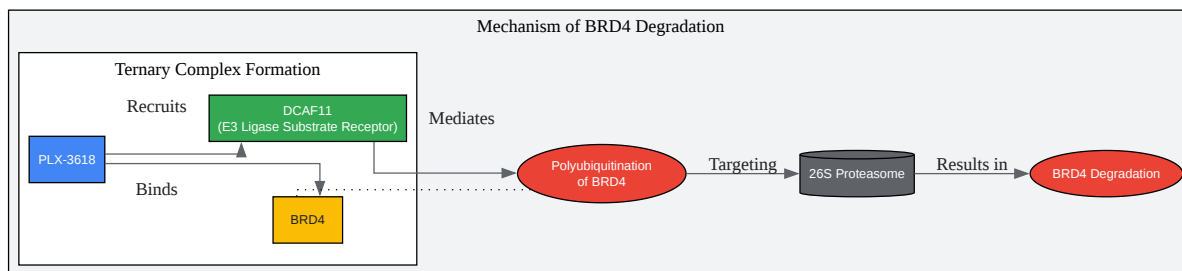 Mechanism of BRD4 Degradation
Ternary Complex Formation
Recruits
DCAF11
(E3 Ligase Substrate Receptor)
Mediates
PLX-3618
Binds
BRD4
Polyubiquitination
of BRD4
Targeting
26S Proteasome
Results in
BRD4 Degradation